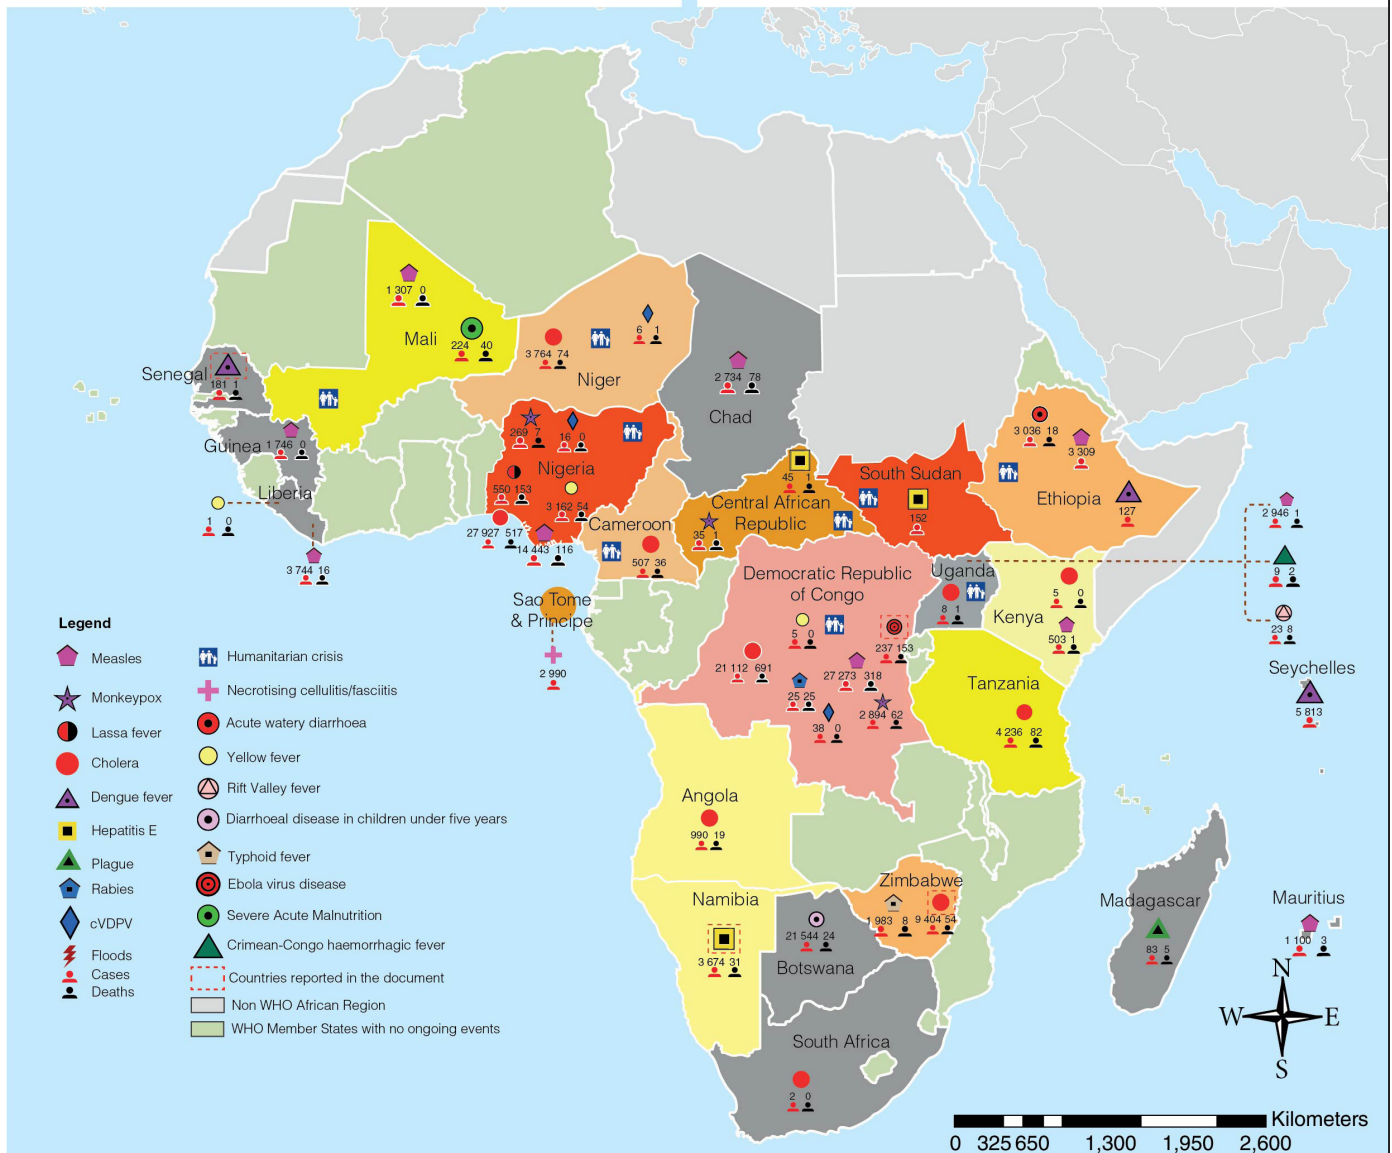 1 307 0
Mali
224 40
Senegal
181 1
Guinea
1 746 0
Liberia
1 0
3 744 16
3 764 74
6 1
Niger
2 734 78
Chad
269 7
16 0
Nigeria
550 153
3 162 54
27 927 517
14 443 116
Cameroon
507 36
45 1
Central African
Republic
35 1
South Sudan
152
3 036 18
3 309
Ethiopia
127
Democratic Republic
of Congo
5 0
237 153
21 112 691
27 273 318
25 25
2 894 62
38 0
Uganda
8 1
5 0
Kenya
503 1
2 946 1
9 2
23 8
Seychelles
5 813
Sao Tome
& Principe
2 990
Tanzania
4 236 82
Angola
990 19
Namibia
3 674 31
21 544 24
Botswana
Zimbabwe
1 983 8
9 404 54
Madagascar
83 5
Mauritius
1 100 3
South Africa
2 0
Legend
Measles
Monkeypox
Lassa fever
Cholera
Dengue fever
Hepatitis E
Plague
Rabies
cVDPV
Floods
Cases
Deaths
Humanitarian crisis
Necrotising cellulitis/fasciitis
Acute watery diarrhoea
Yellow fever
Rift Valley fever
Diarrhoeal disease in children under five years
Typhoid fever
Ebola virus disease
Severe Acute Malnutrition
Crimean-Congo haemorrhagic fever
Countries reported in the document
Non WHO African Region
WHO Member States with no ongoing events
N
W E
S
Kilometers
0 325 650 1,300 1,950 2,600